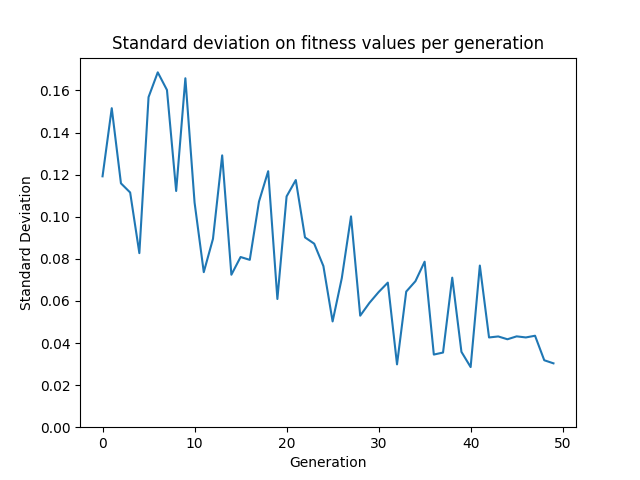 Standard deviation on fitness values per generation
Standard Deviation
0.16
0.14
0.12
0.10
0.08
0.06
0.04
0.02
0.00
0 10 20 30 40 50
Generation